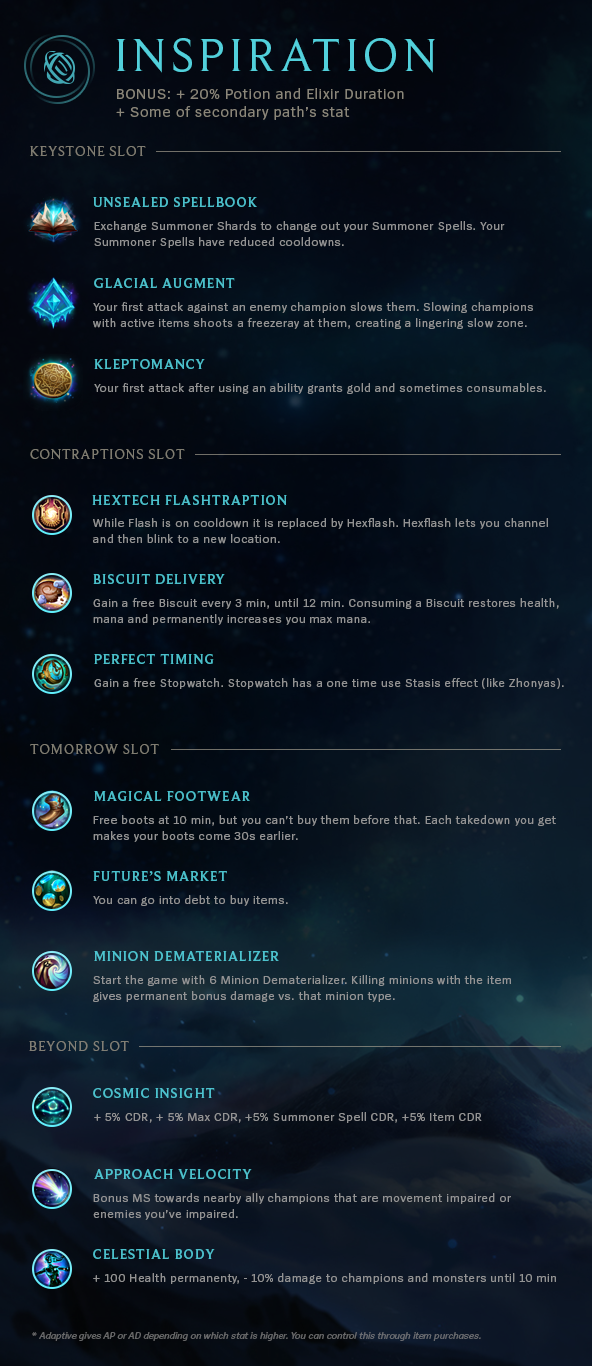 INSPIRATION
BONUS: + 20% Potion and Elixir Duration
+ Some of secondary path's stat
KEYSTONE SLOT
UNSEALED SPELLBOOK
Exchange Summoner Shards to change out your Summoner Spells. Your
Summoner Spells have reduced cooldowns.
GLACIAL AUGMENT
Your first attack against an enemy champion slows them. Slowing champions
with active items shoots a freezeray at them, creating a lingering slow zone.
KLEPTOMANCY
Your first attack after using an ability grants gold and sometimes consumables.
CONTRAPTIONS SLOT
HEXTECH FLASHTRAPTION
While Flash is on cooldown it is replaced by Hexflash. Hexflash lets you channel
and then blink to a new location.
BISCUIT DELIVERY
Gain a free Biscuit every 3 min, until 12 min. Consuming a Biscuit restores health,
mana and permanently increases you max mana.
PERFECT TIMING
Gain a free Stopwatch. Stopwatch has a one time use Stasis effect (like Zhonyas).
TOMORROW SLOT
MAGICAL FOOTWEAR
Free boots at 10 min, but you can't buy them before that. Each takedown you get
makes your boots come 30s earlier.
FUTURE'S MARKET
You can go into debt to buy items.
MINION DEMATERIALIZER
Start the game with 6 Minion Dematerializer. Killing minions with the item
gives permanent bonus damage vs. that minion type.
BEYOND SLOT
COSMIC INSIGHT
+ 5% CDR, + 5% Max CDR, +5% Summoner Spell CDR, +5% Item CDR
APPROACH VELOCITY
Bonus MS towards nearby ally champions that are movement impaired or
enemies you've impaired.
CELESTIAL BODY
+ 100 Health permanenty, - 10% damage to champions and monsters until 10 min
* Adaptive gives AP or AD depending on which stat is higher. You can control this through item purchases.